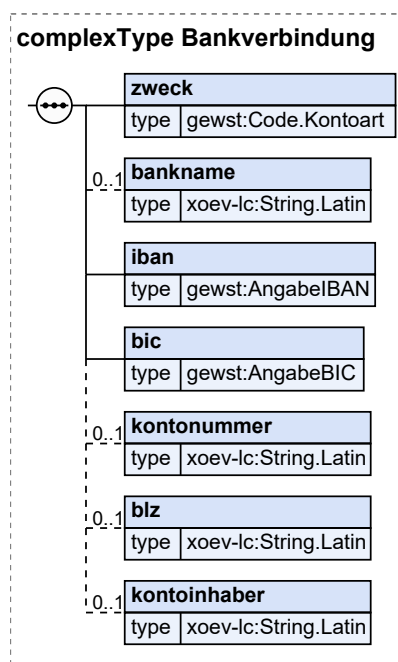 complexType Bankverbindung
zweck
type gewst:Code.Kontoart
0..1 bankname
type xoev-lc:String.Latin
iban
type gewst:AngabeIBAN
bic
type gewst:AngabeBIC
0..1 kontonummer
type xoev-lc:String.Latin
0..1 blz
type xoev-lc:String.Latin
0..1 kontoinhaber
type xoev-lc:String.Latin